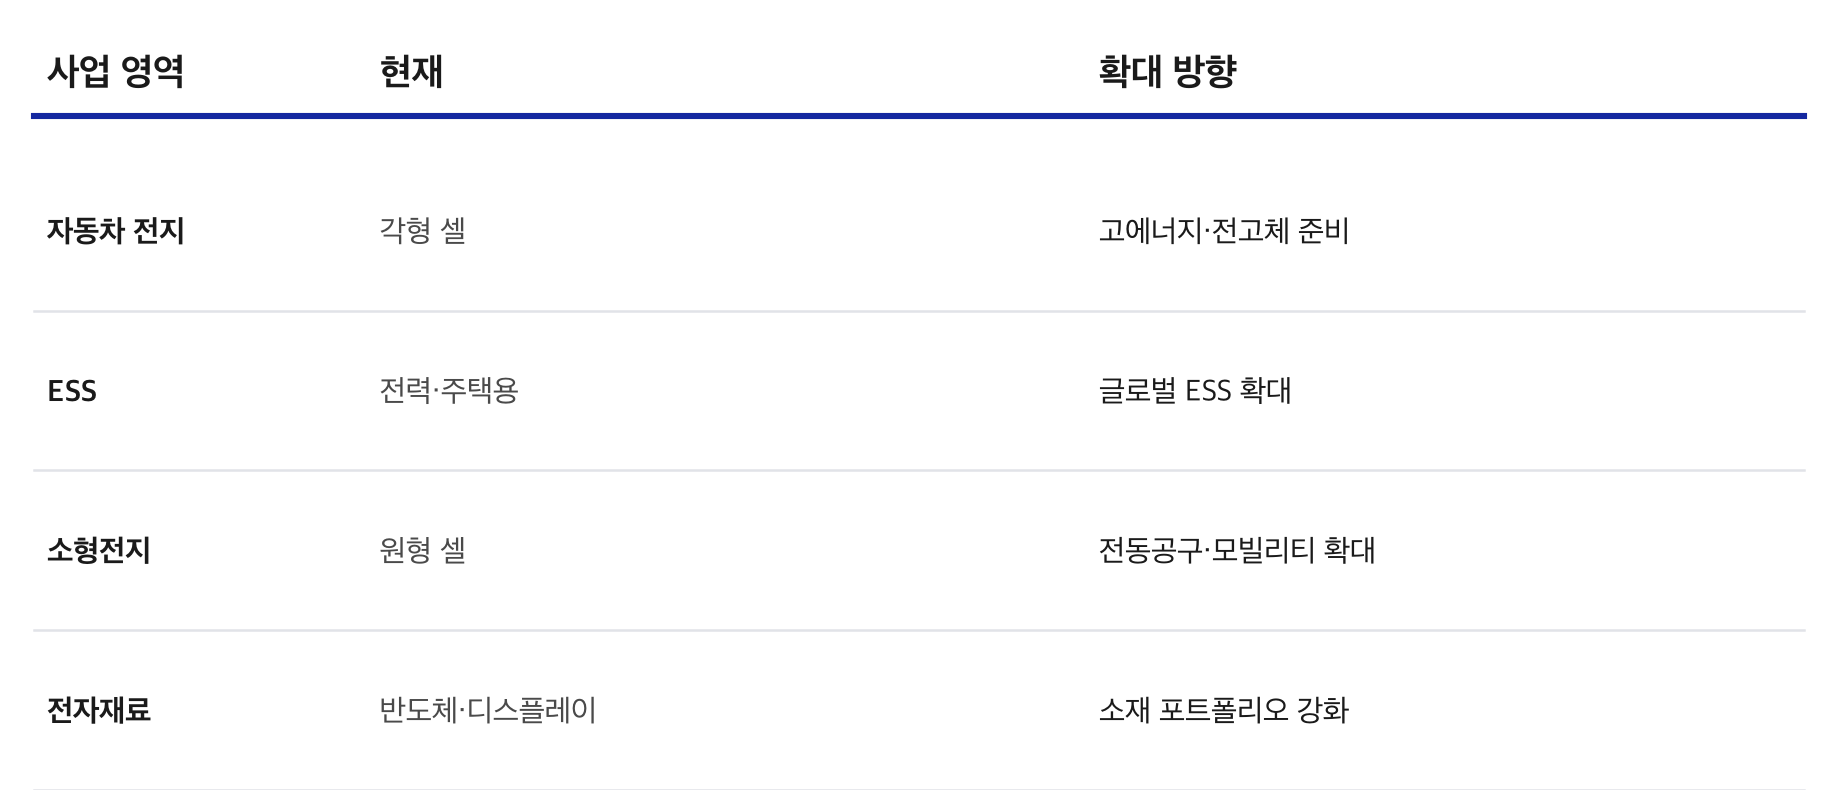 사업 영역 현재 확대 방향
자동차 전지 각형 셀 고에너지·전고체 준비
ESS 전력·주택용 글로벌 ESS 확대
소형전지 원형 셀 전동공구·모빌리티 확대
전자재료 반도체·디스플레이 소재 포트폴리오 강화